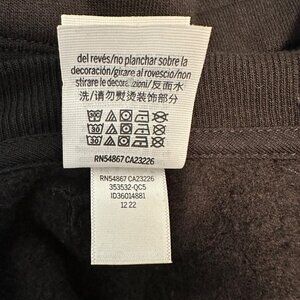 del revés/no planchar sobre la
decoración/girare al rovescio/non
stirare le decorazioni/反面水
洗/请勿熨烫装饰部分
RN54867 CA23226
RN54867 CA23226
353532-QC5
ID36014881
12 22